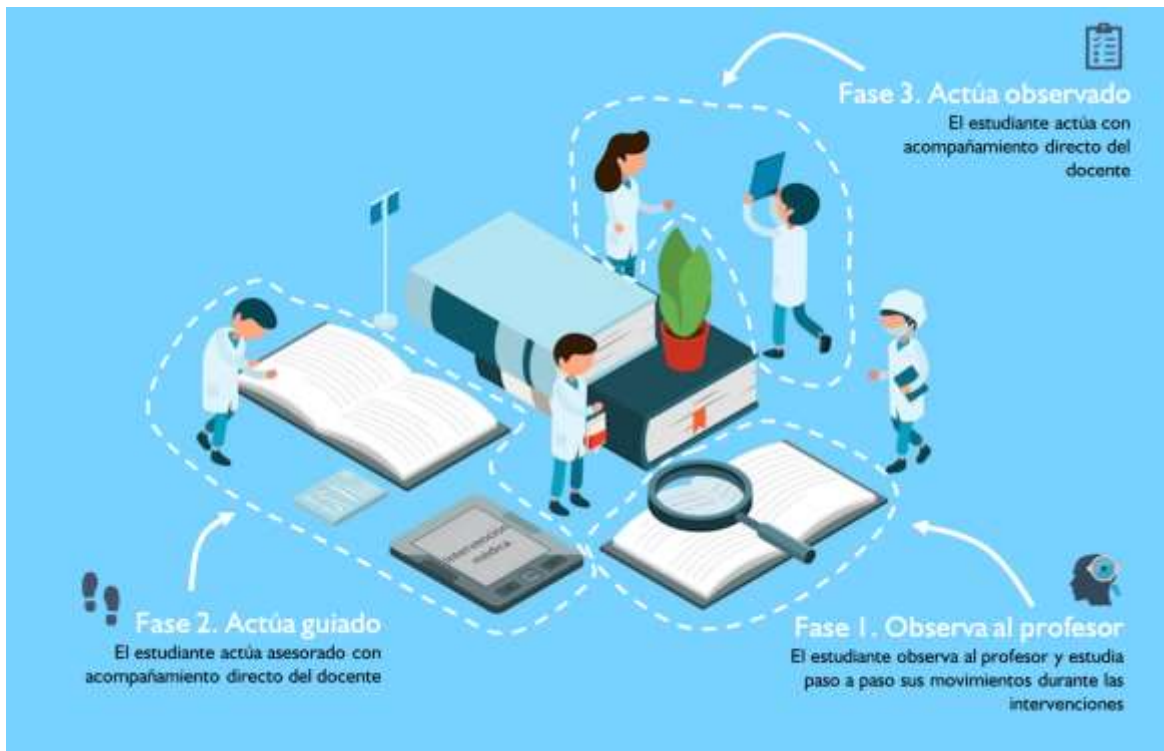 Fase 3. Actúa observado
El estudiante actúa con
acompañamiento directo del
docente
intervención
médica
Fase 2. Actúa guiado
El estudiante actúa asesorado con
acompañamiento directo del docente
Fase 1. Observa al profesor
El estudiante observa al profesor y estudia
paso a paso sus movimientos durante las
intervenciones